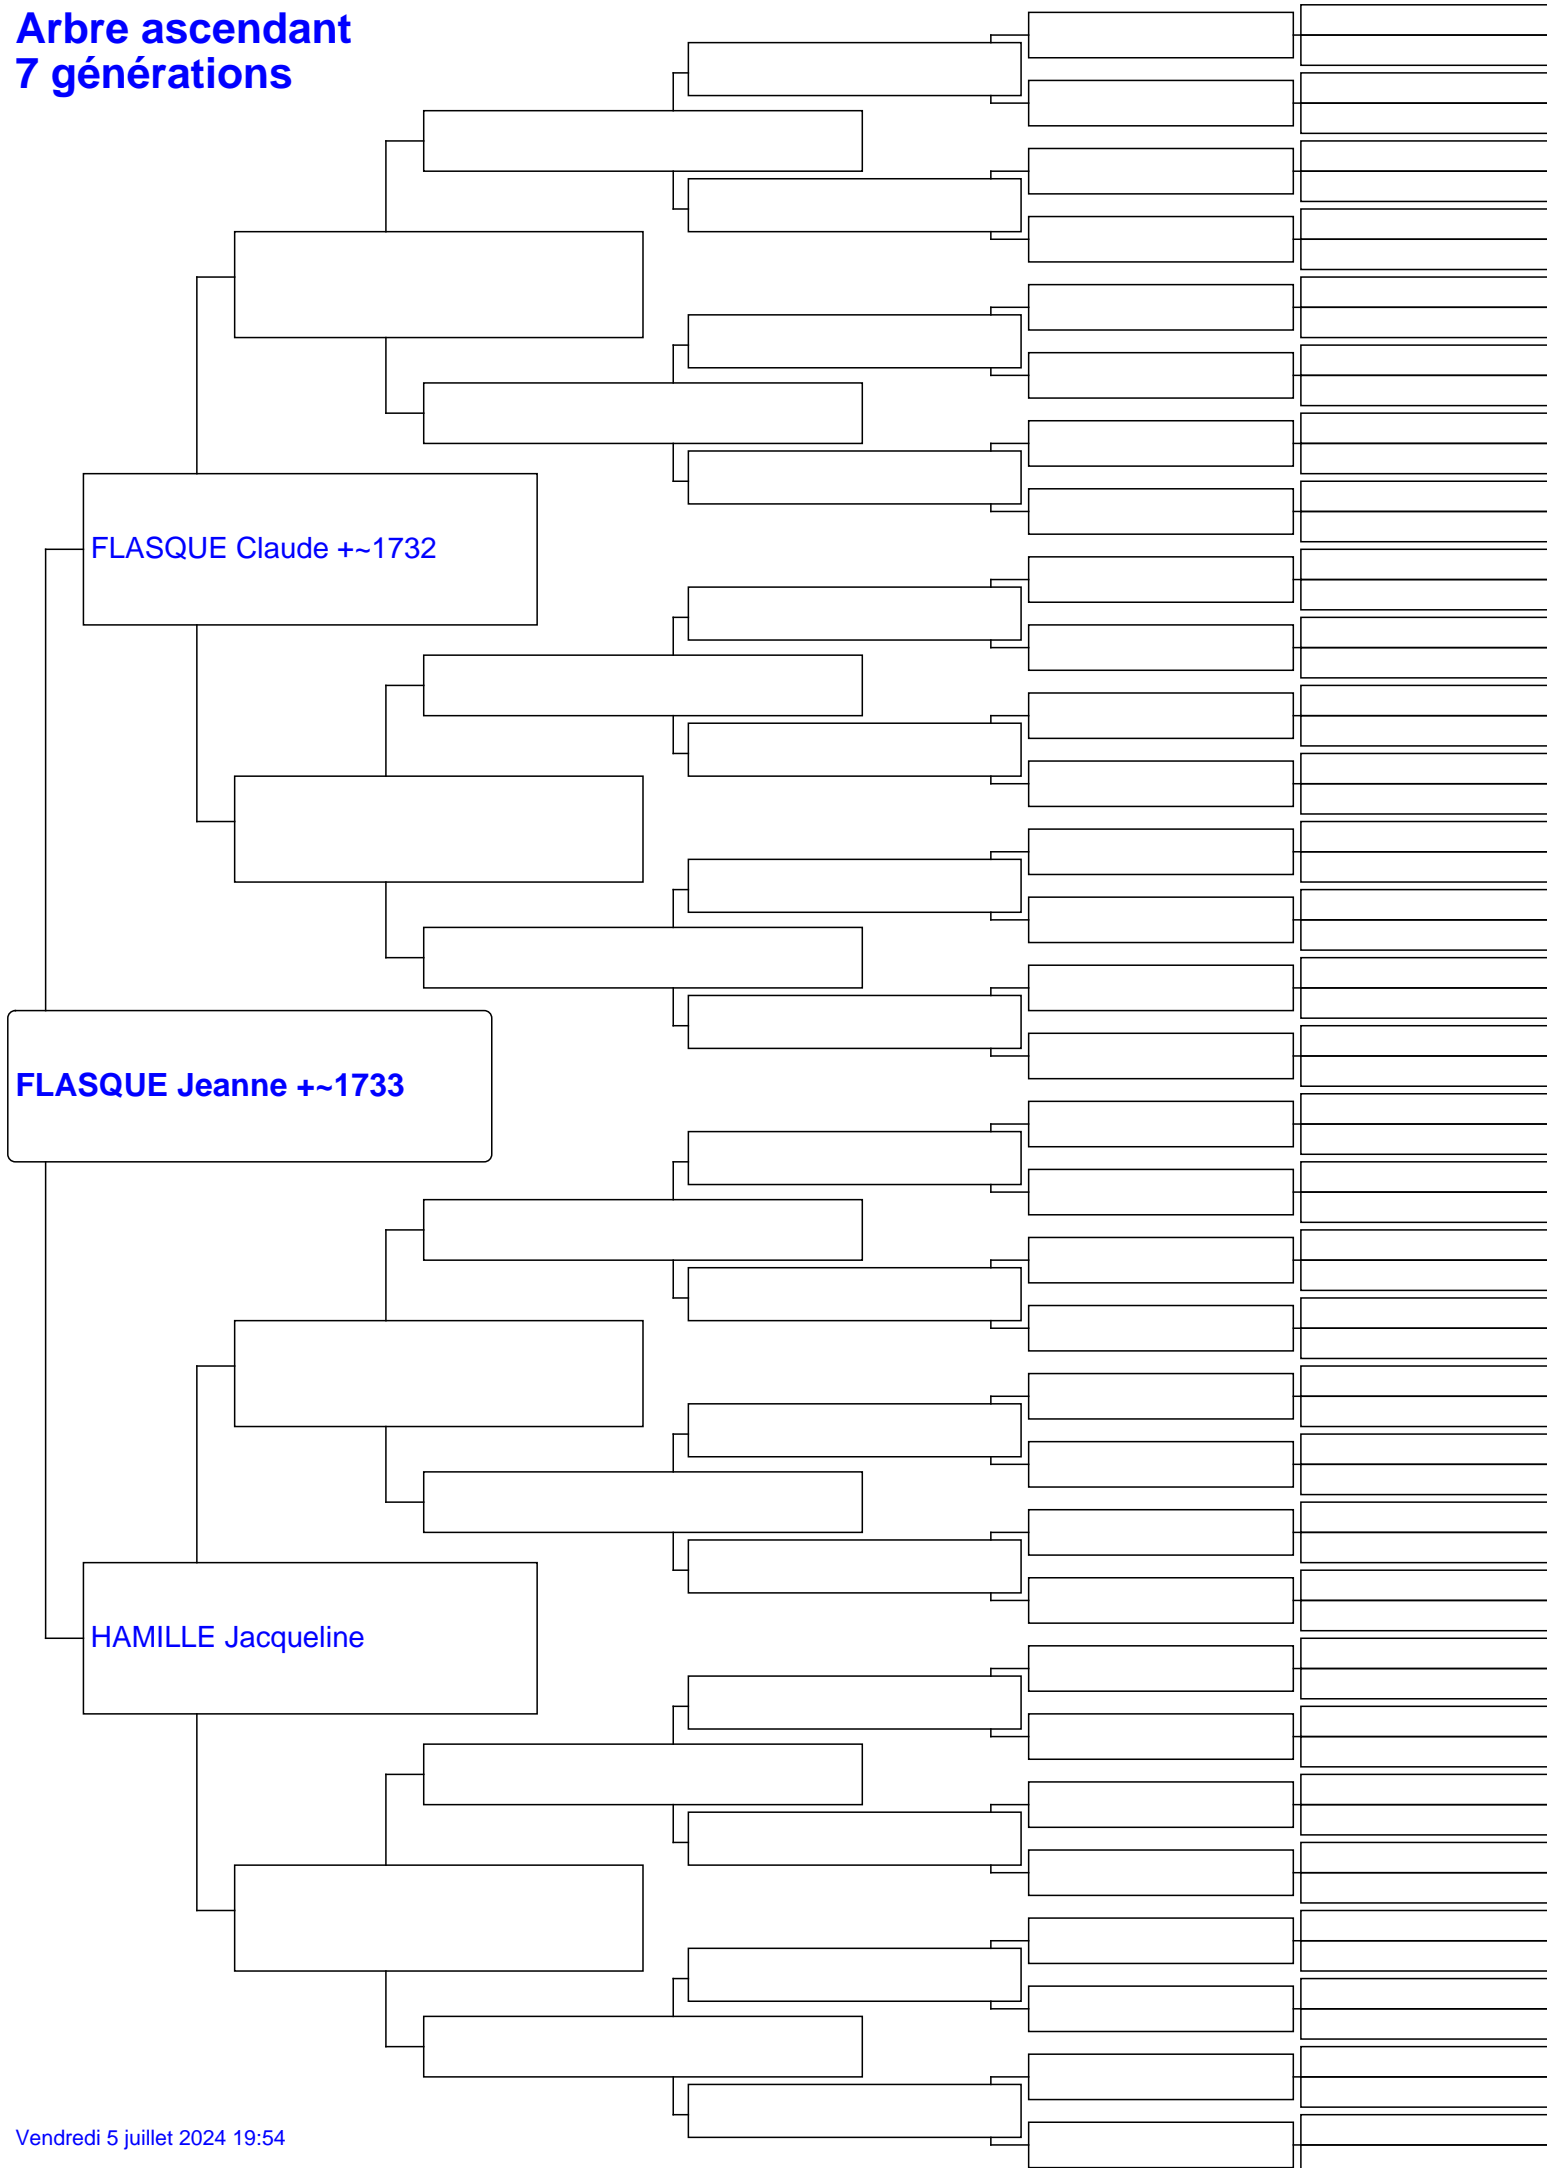 Arbre ascendant
7 générations
FLASQUE Claude +~1732
FLASQUE Jeanne +~1733
HAMILLE Jacqueline
Vendredi 5 juillet 2024 19:54